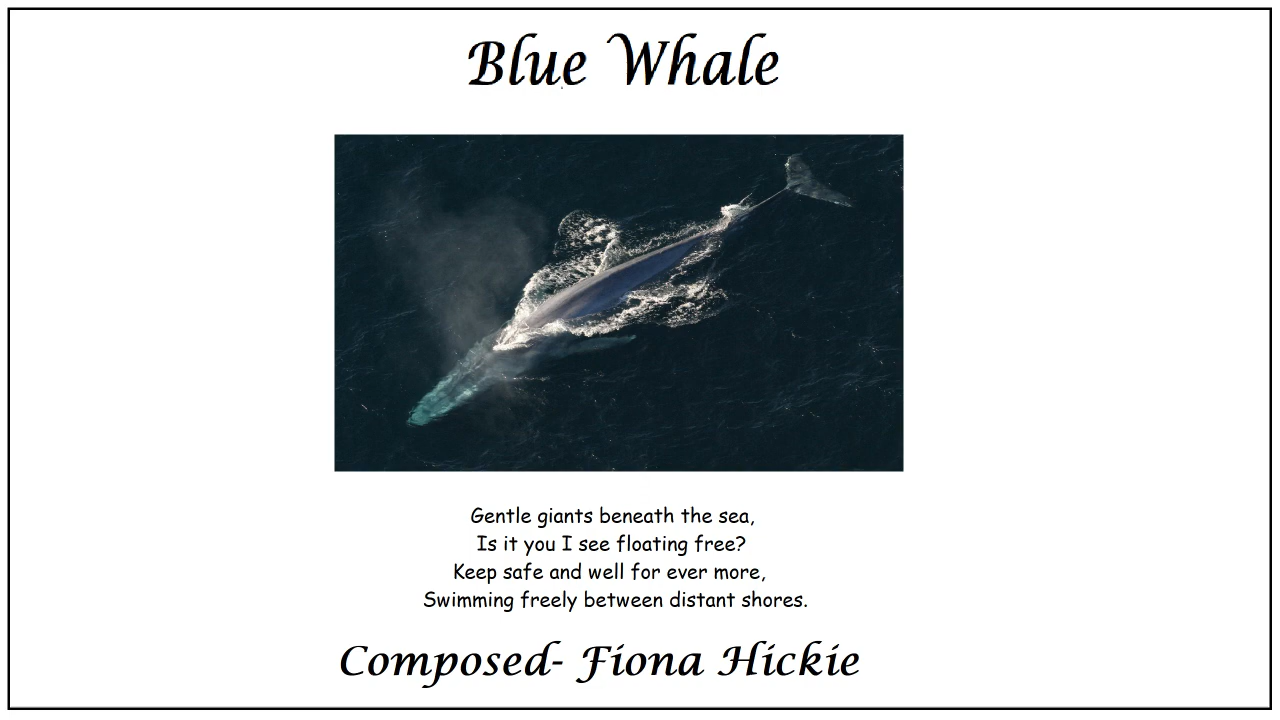 Blue Whale
Gentle giants beneath the sea,
Is it you I see floating free?
Keep safe and well for ever more,
Swimming freely between distant shores.
Composed- Fiona Hickie